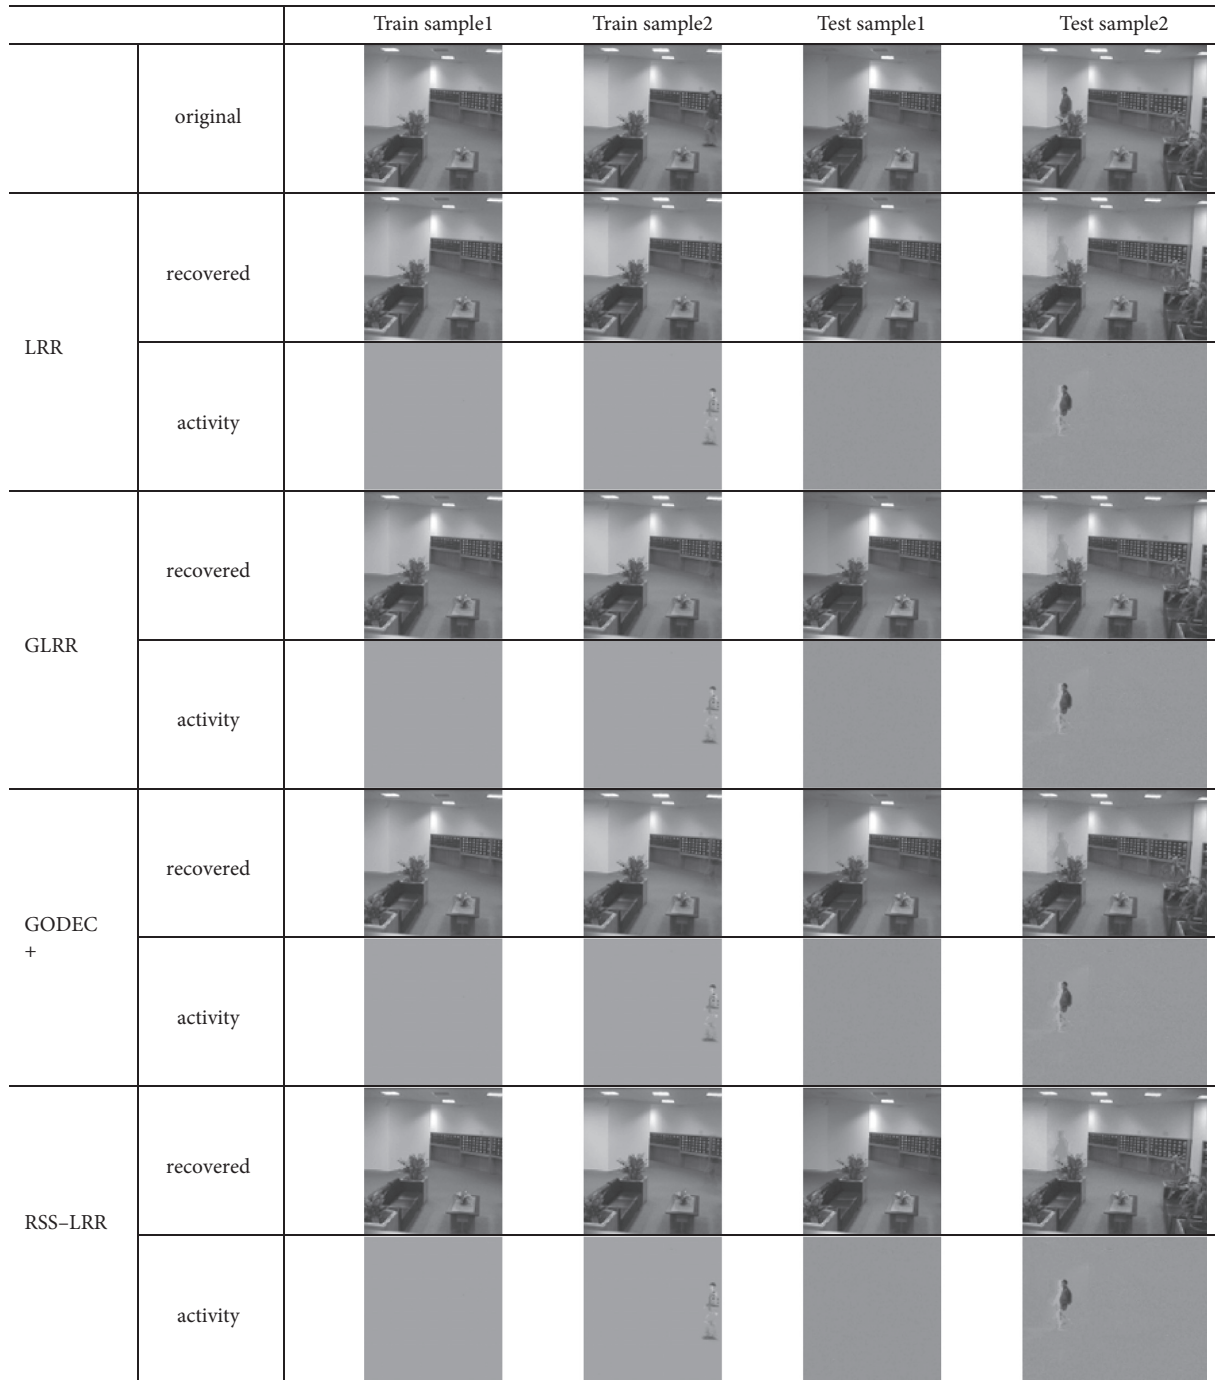 Train sample1 Train sample2 Test sample1 Test sample2
original
LRR
recovered
activity
GLRR
recovered
activity
GODEC
+
recovered
activity
RSS–LRR
recovered
activity